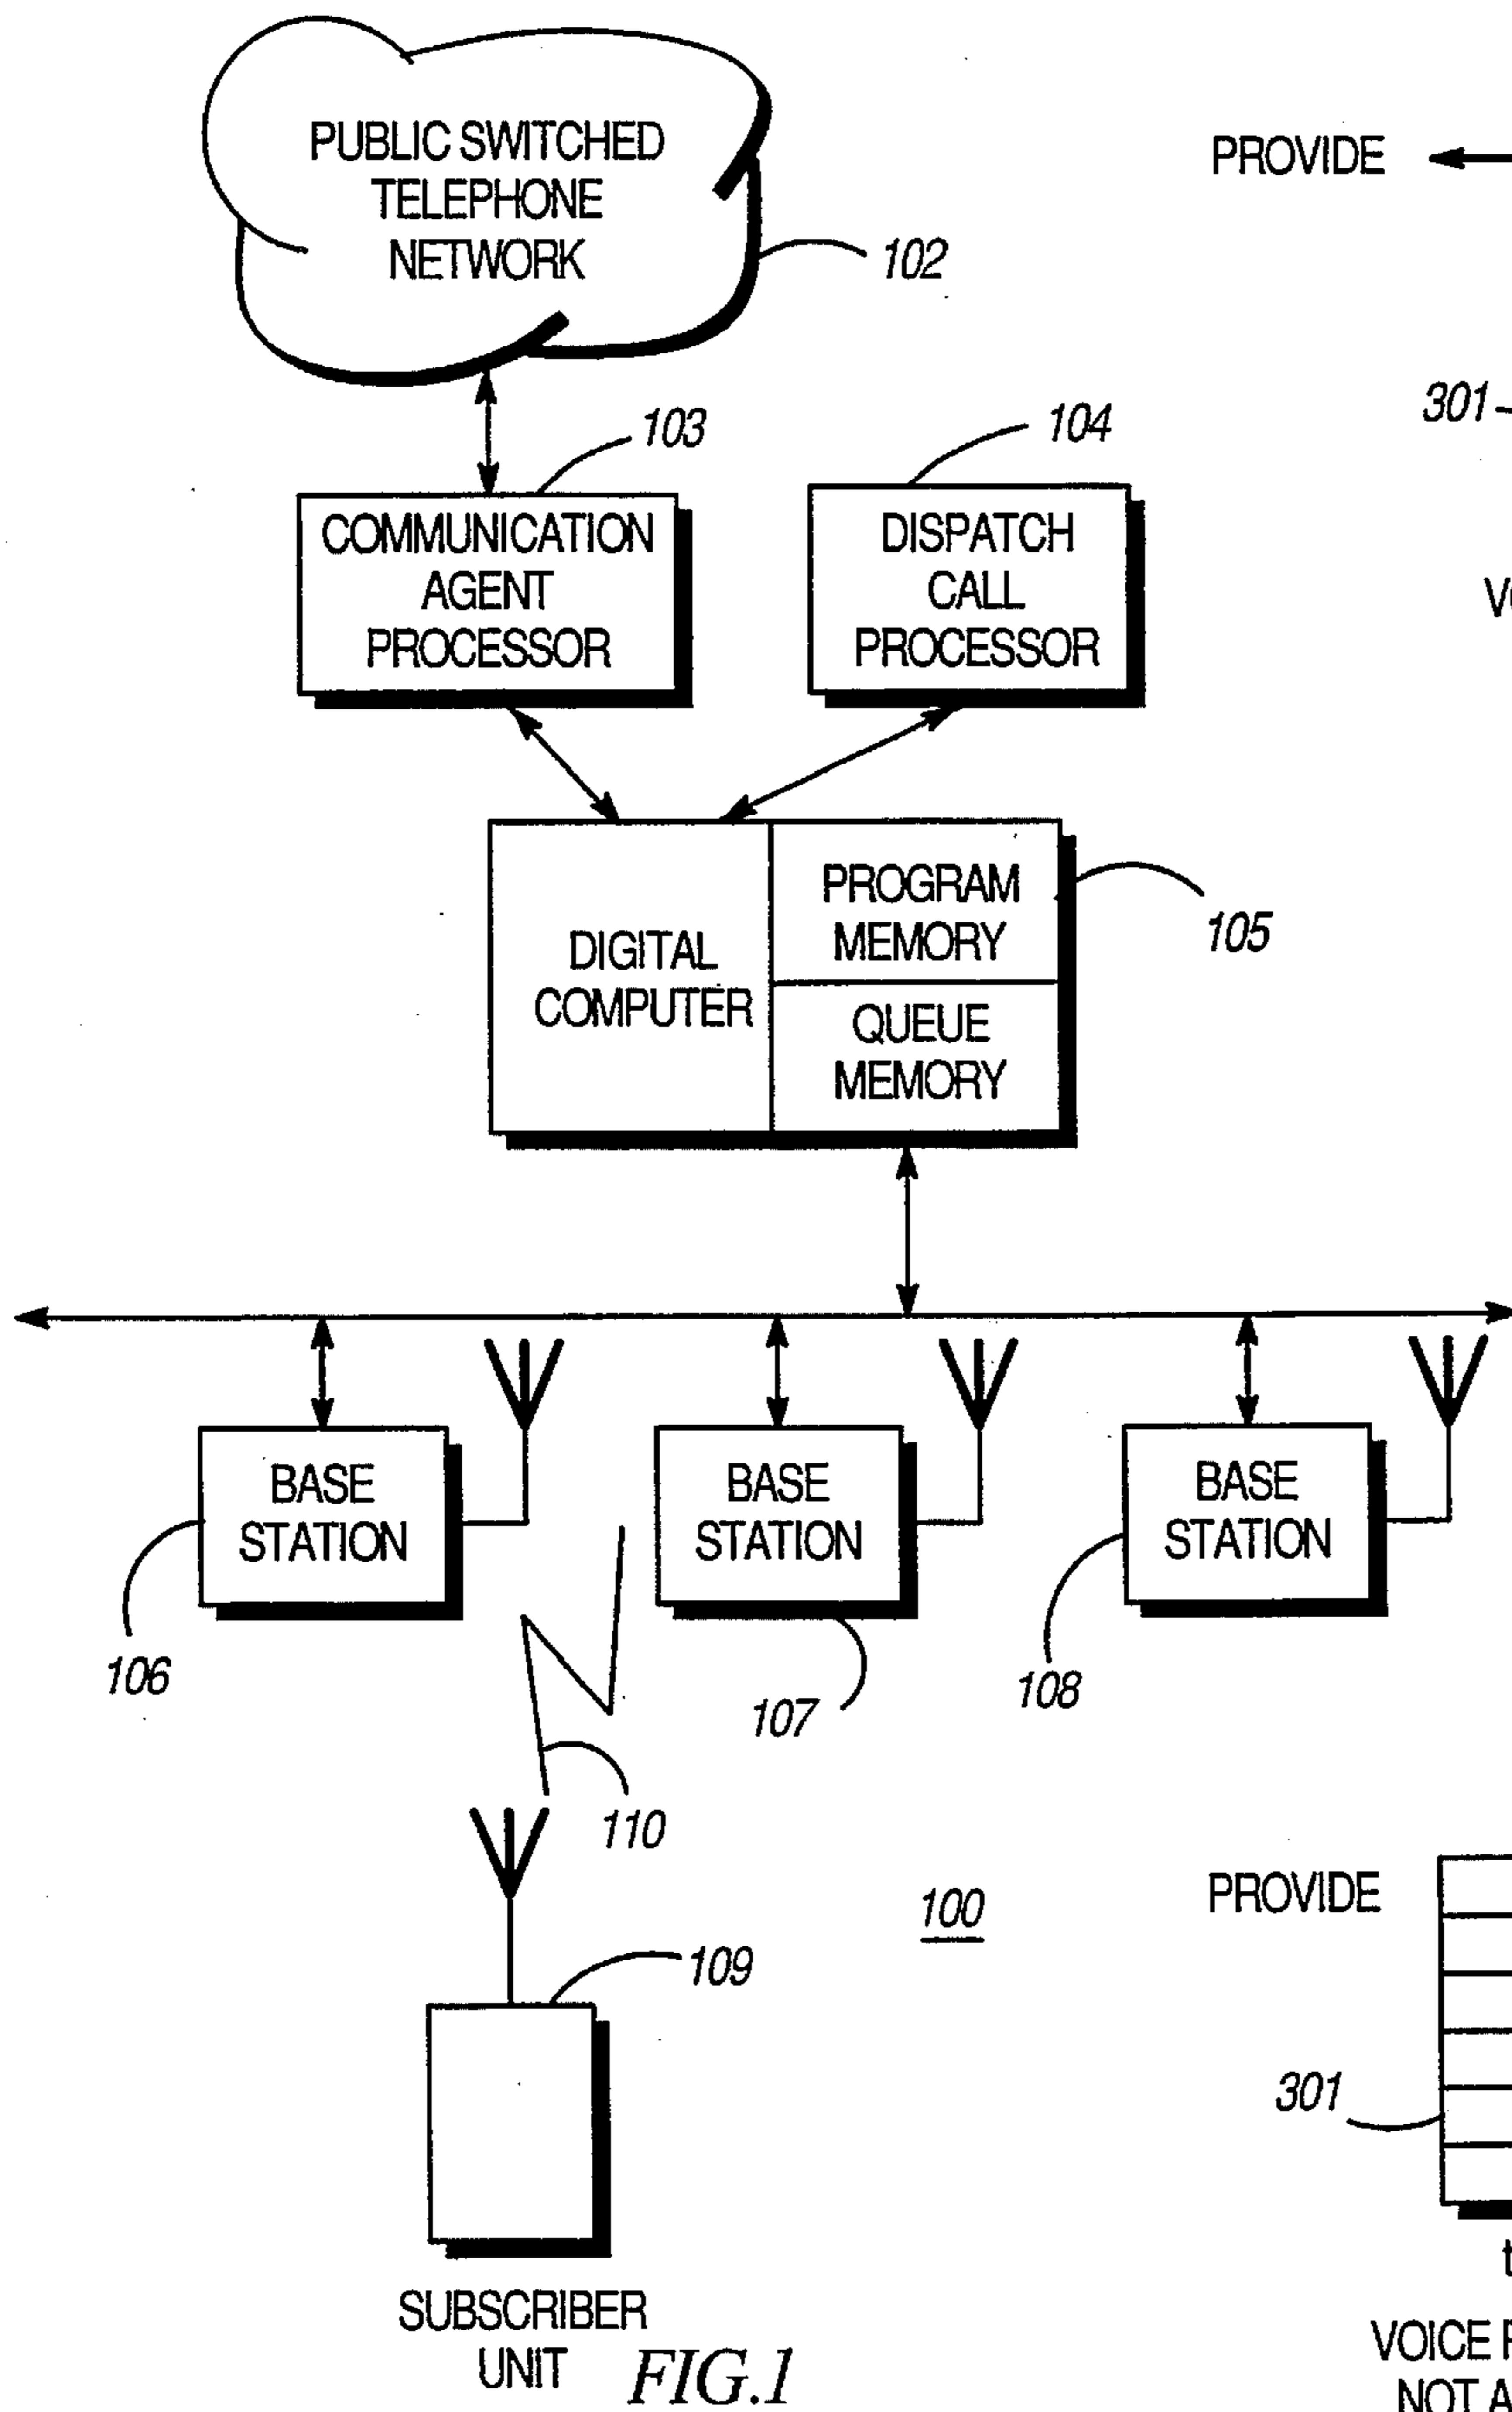 PUBLIC SWITCHED
TELEPHONE
NETWORK
102
103
COMMUNICATION
AGENT
PROCESSOR
104
DISPATCH
CALL
PROCESSOR
DIGITAL
COMPUTER
PROGRAM
MEMORY
QUEUE
MEMORY
105
BASE
STATION
106
BASE
STATION
107
BASE
STATION
108
110
100
109
SUBSCRIBER
UNIT
FIG.1
PROVIDE
301
PROVIDE
301
t
VOICE
NOT